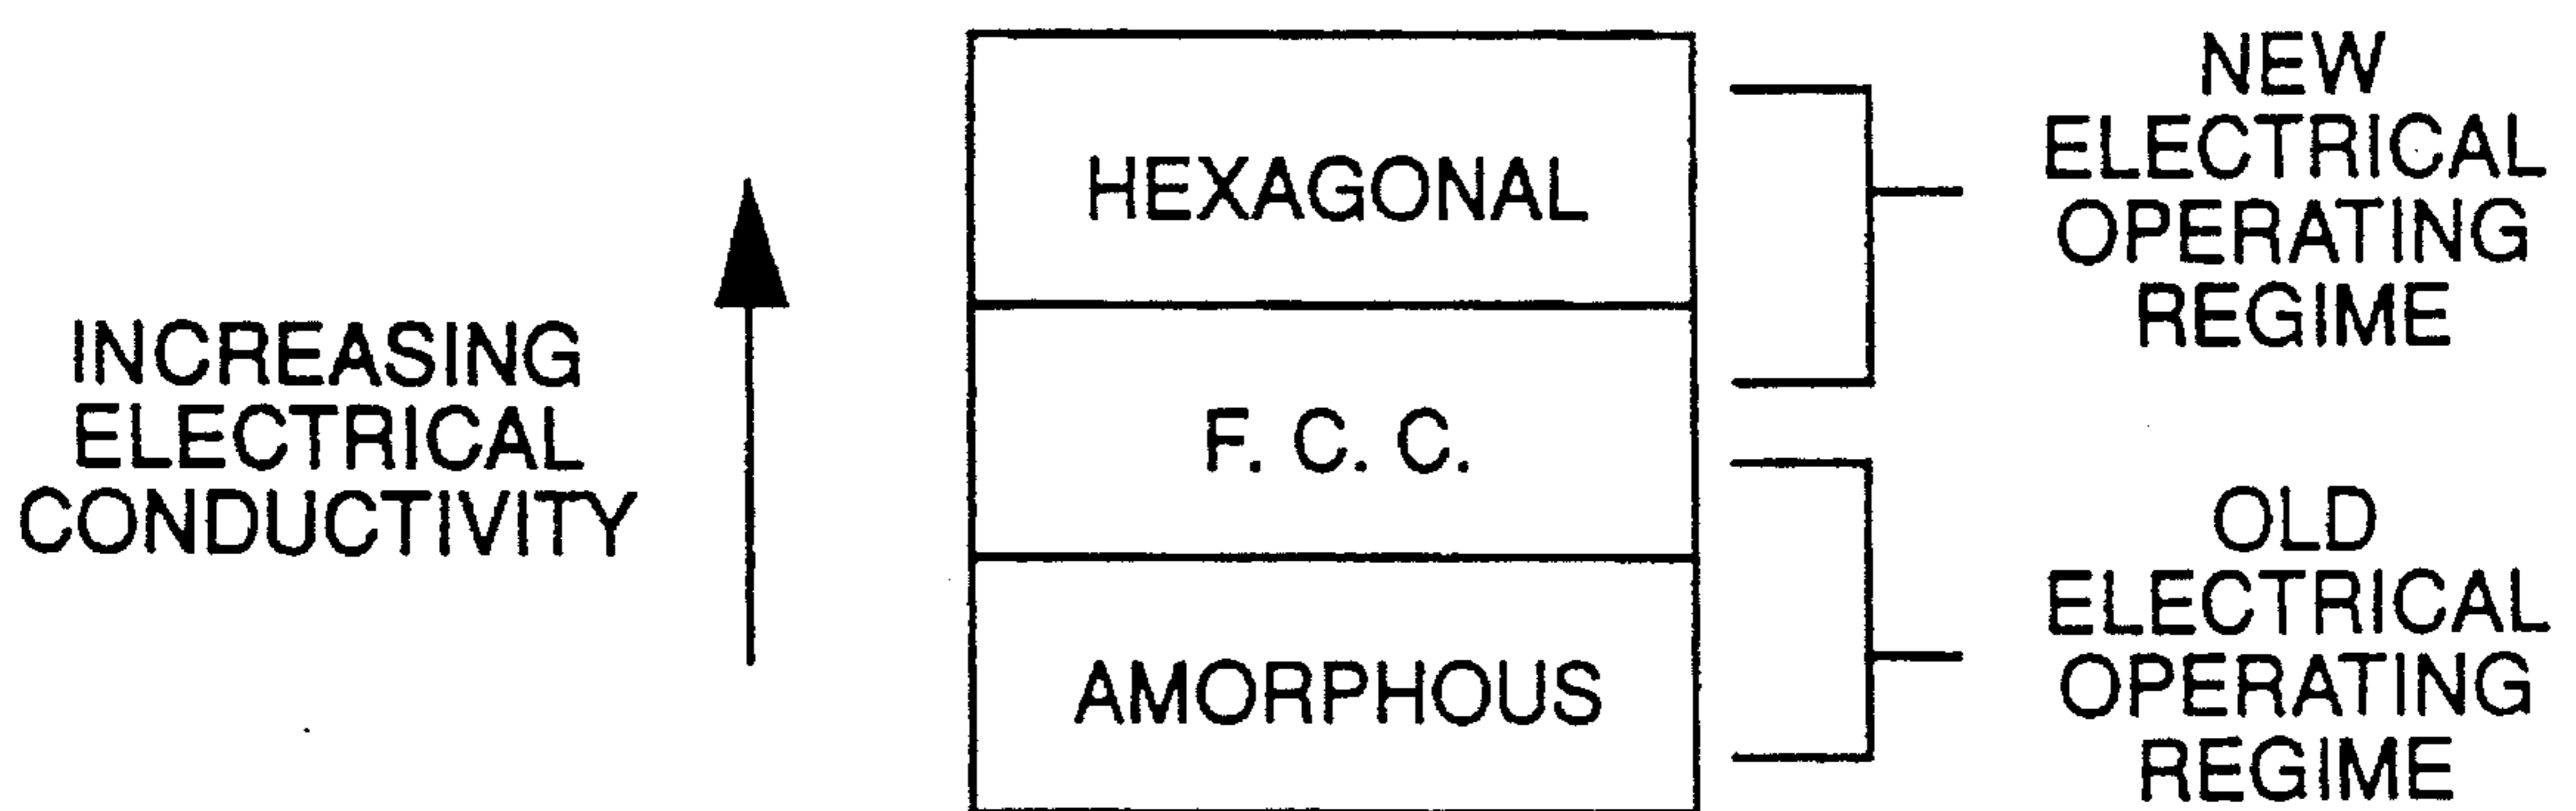 INCREASING
ELECTRICAL
CONDUCTIVITY
HEXAGONAL
F. C. C.
AMORPHOUS
NEW
ELECTRICAL
OPERATING
REGIME
OLD
ELECTRICAL
OPERATING
REGIME